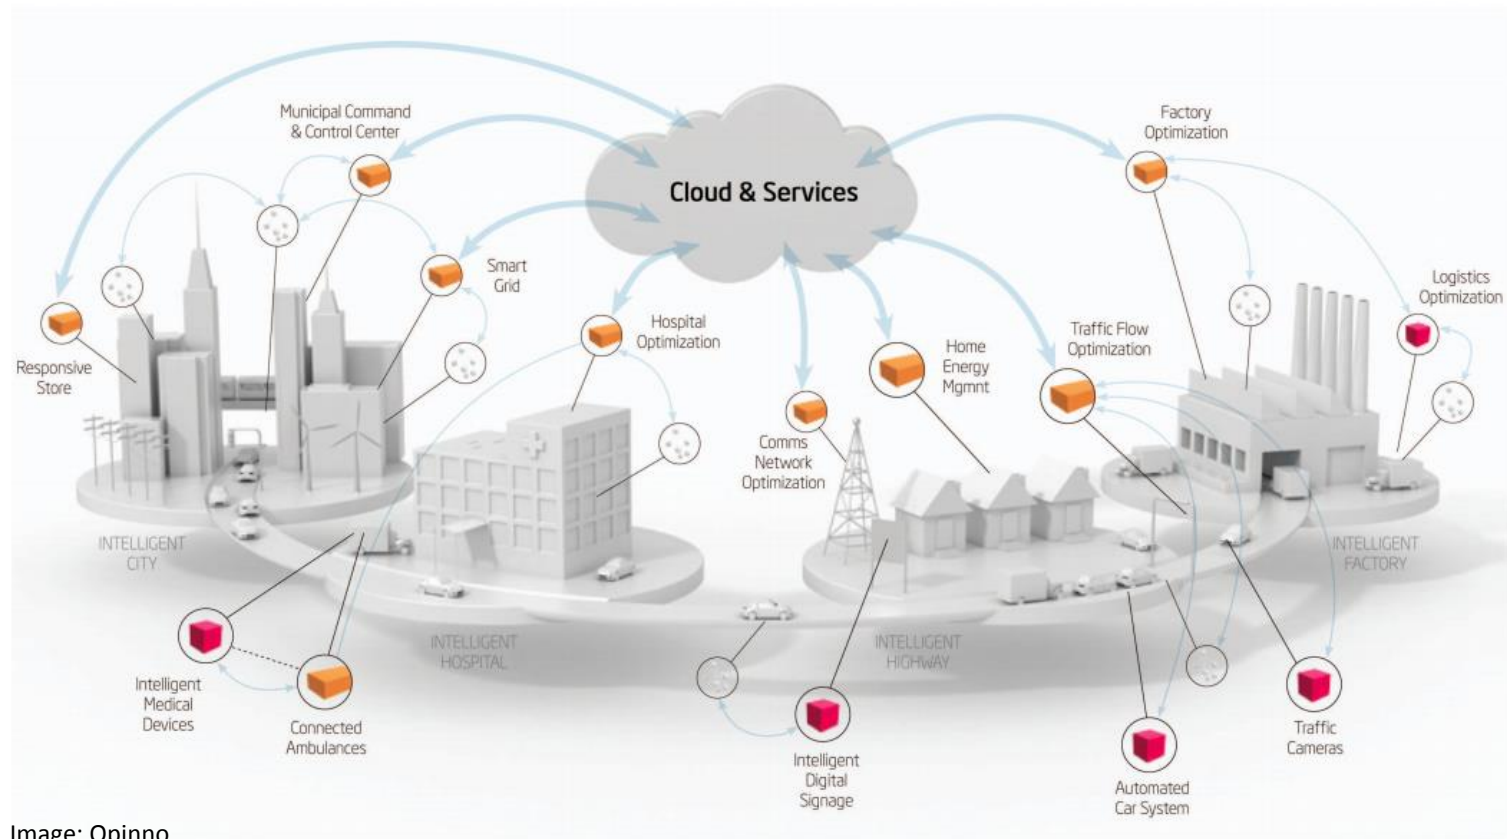 Municipal Command
& Control Center
Factory
Optimization
Cloud & Services
Smart
Grid
Logistics
Optimization
Responsive
Store
Hospital
Optimization
Home
Energy
Mgmnt
Traffic Flow
Optimization
Comms
Network
Optimization
INTELLIGENT
CITY
INTELLIGENT
FACTORY
INTELLIGENT
HOSPITAL
INTELLIGENT
HIGHWAY
Intelligent
Medical
Devices
Connected
Ambulances
Intelligent
Digital
Signage
Automated
Car System
Traffic
Cameras
Image: Opinno